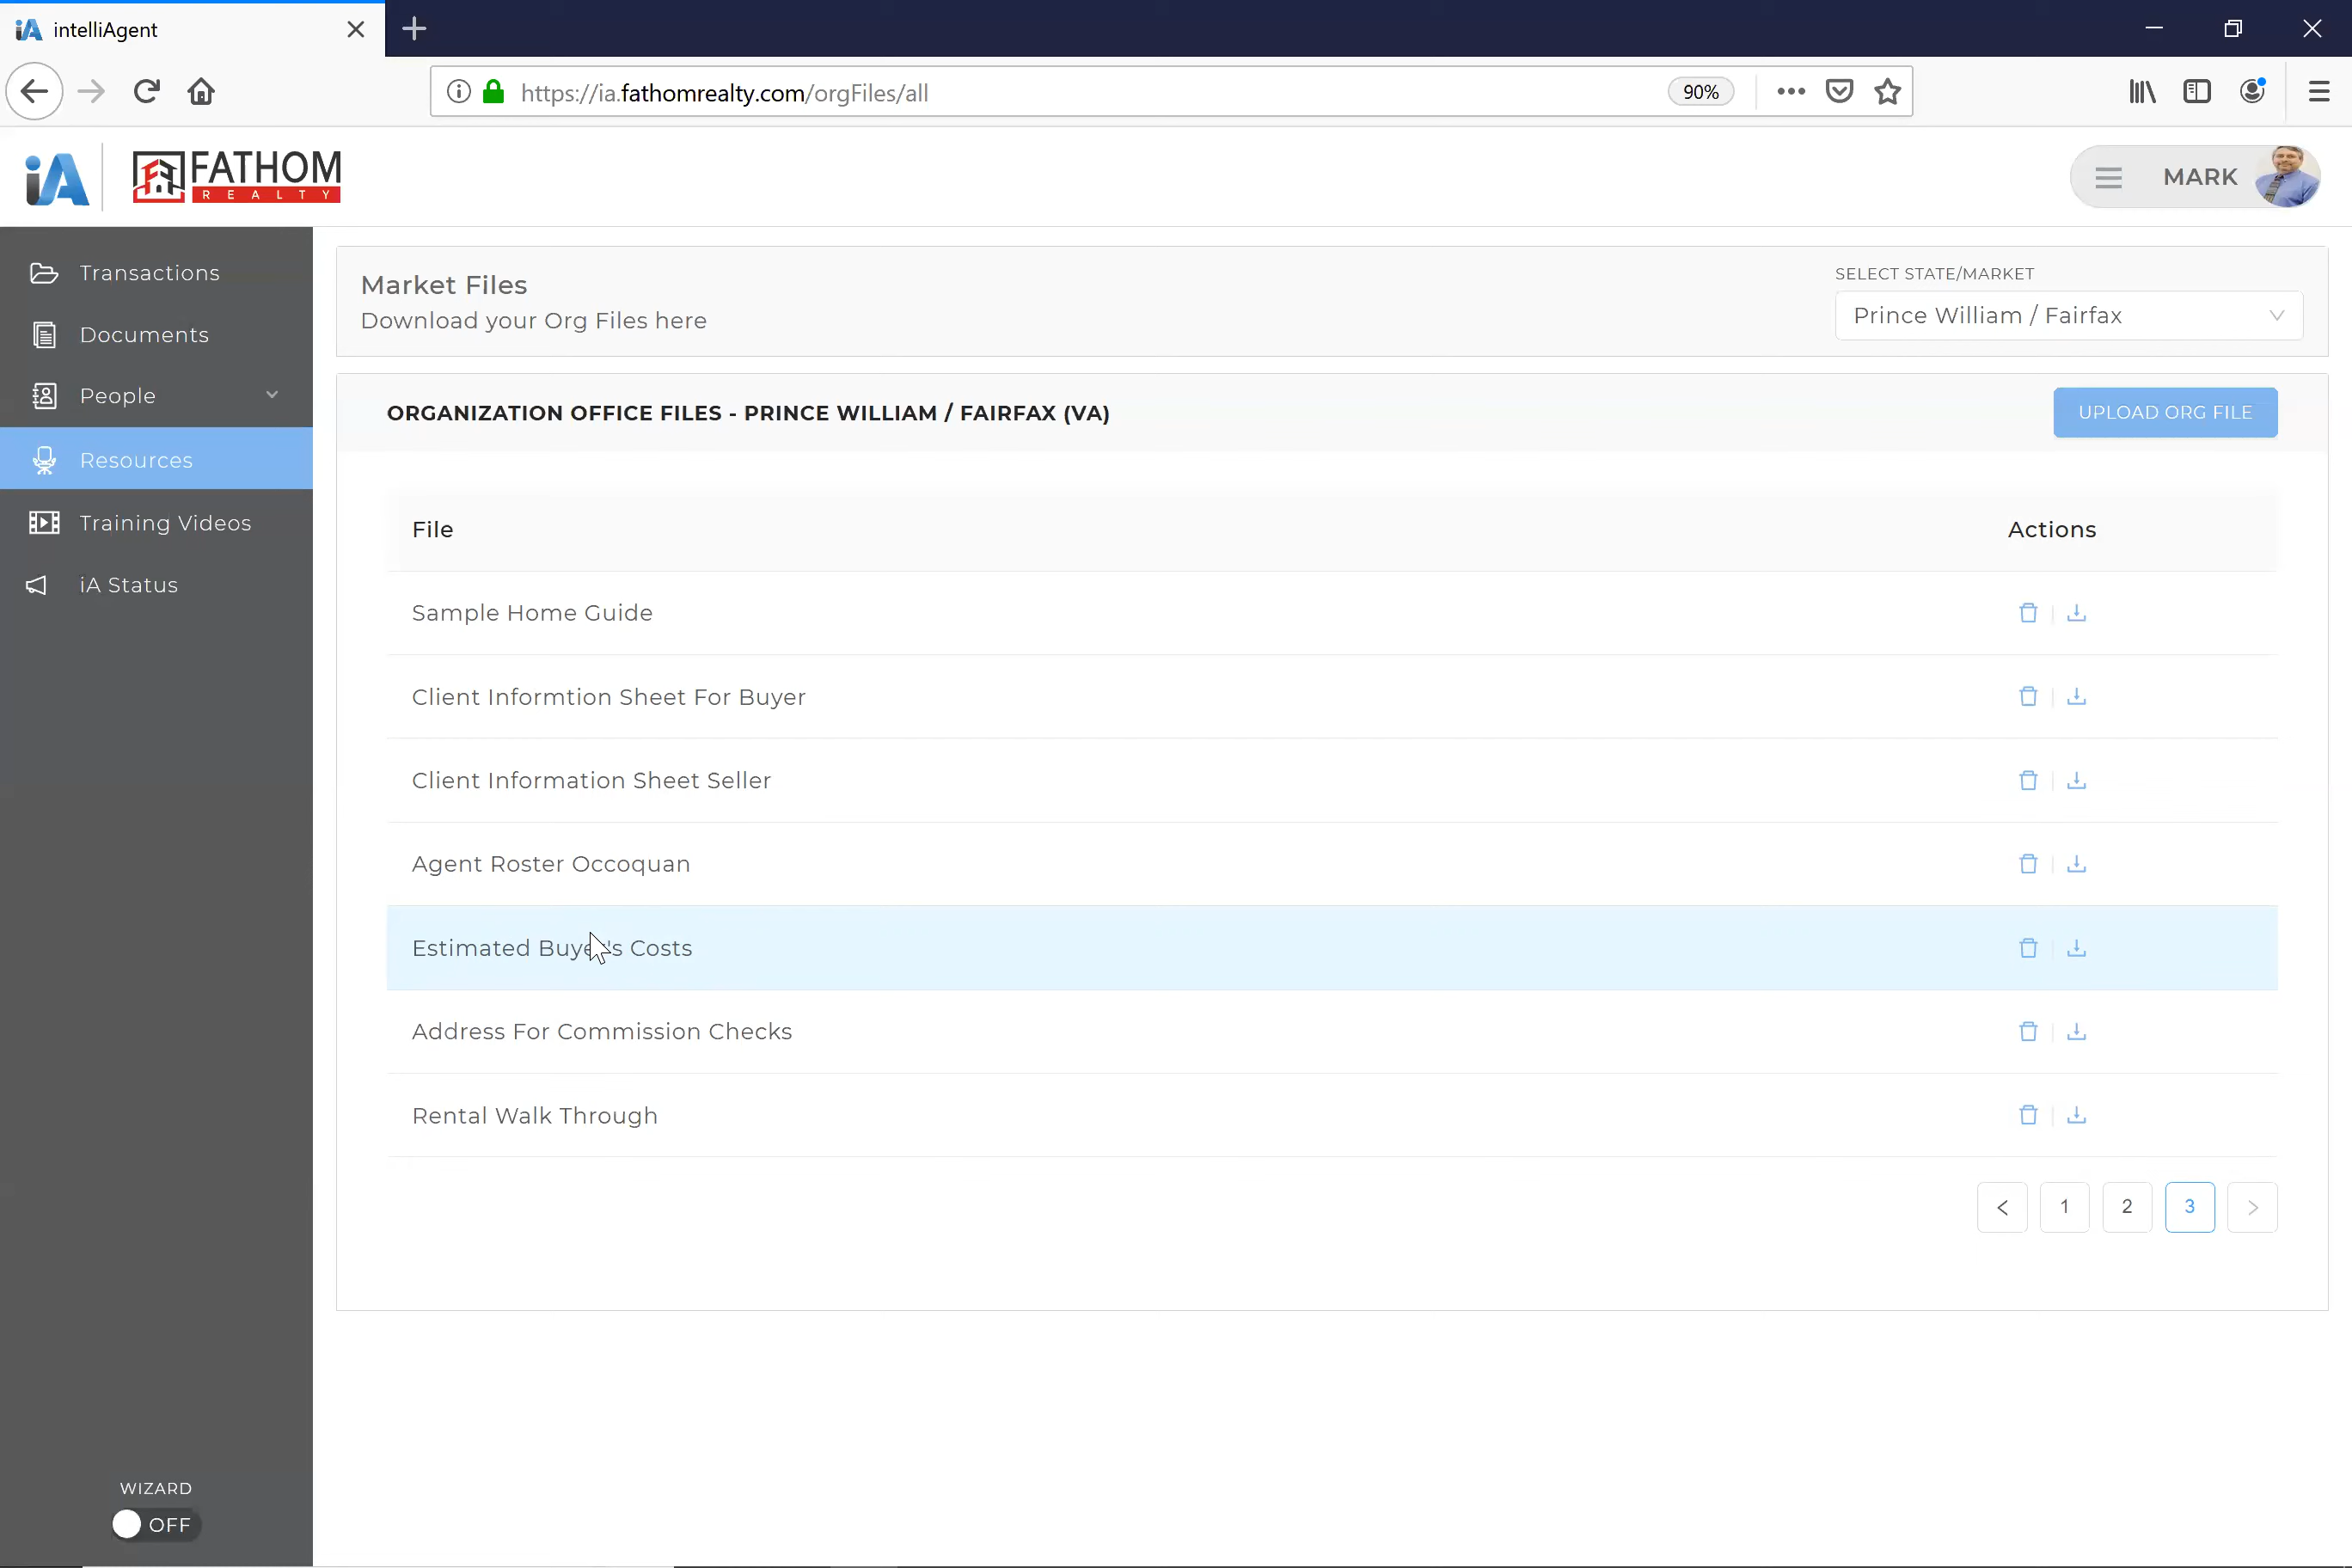 iA intelliAgent
https://ia.fathomrealty.com/orgFiles/all
90%
iA
FATHOM
REALTY
MARK
Transactions
Documents
People
Resources
Training Videos
iA Status
WIZARD
OFF
Market Files
Download your Org Files here
SELECT STATE/MARKET
Prince William / Fairfax
ORGANIZATION OFFICE FILES - PRINCE WILLIAM / FAIRFAX (VA)
UPLOAD ORG FILE
File Actions
Sample Home Guide
Client Informtion Sheet For Buyer
Client Information Sheet Seller
Agent Roster Occoquan
Estimated Buyer's Costs
Address For Commission Checks
Rental Walk Through
< 1 2 3 >